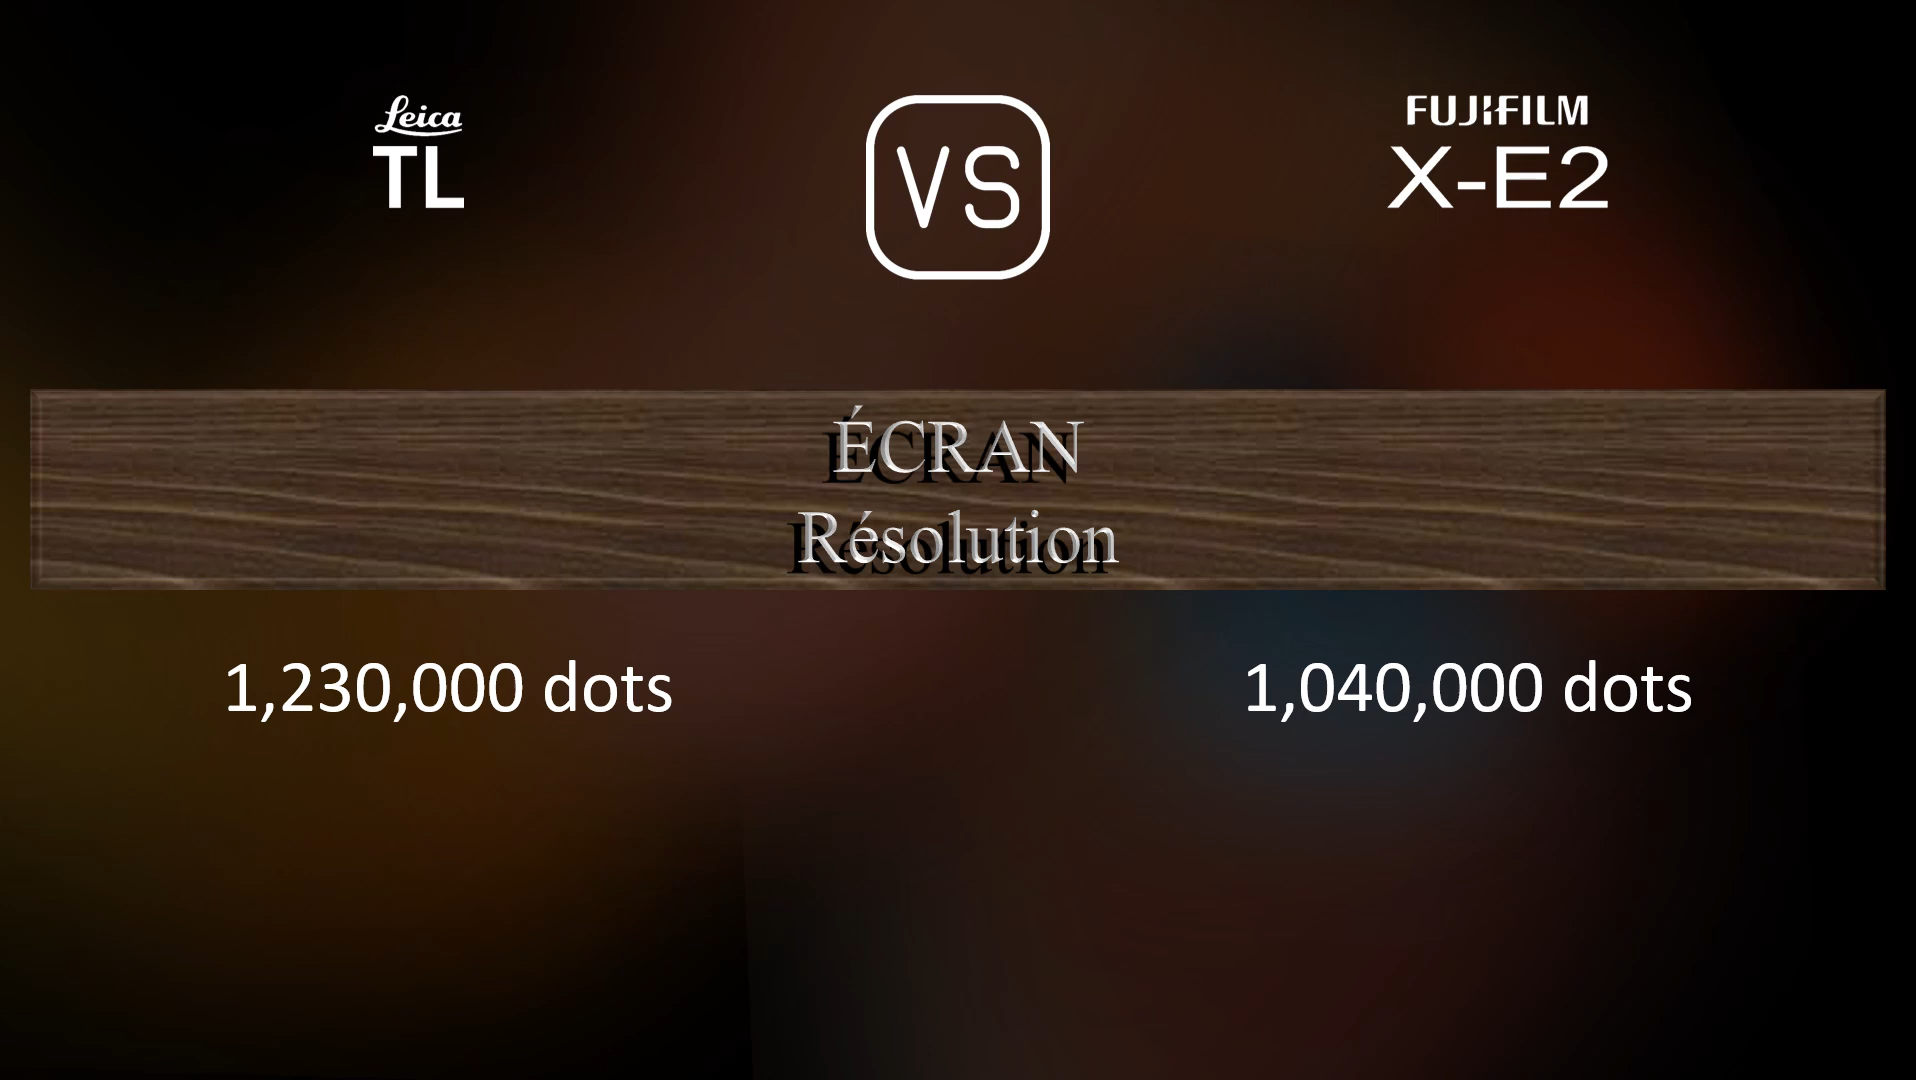 Leica
TL
VS
FUJIFILM
X-E2
ÉCRAN
Résolution
1,230,000 dots
1,040,000 dots